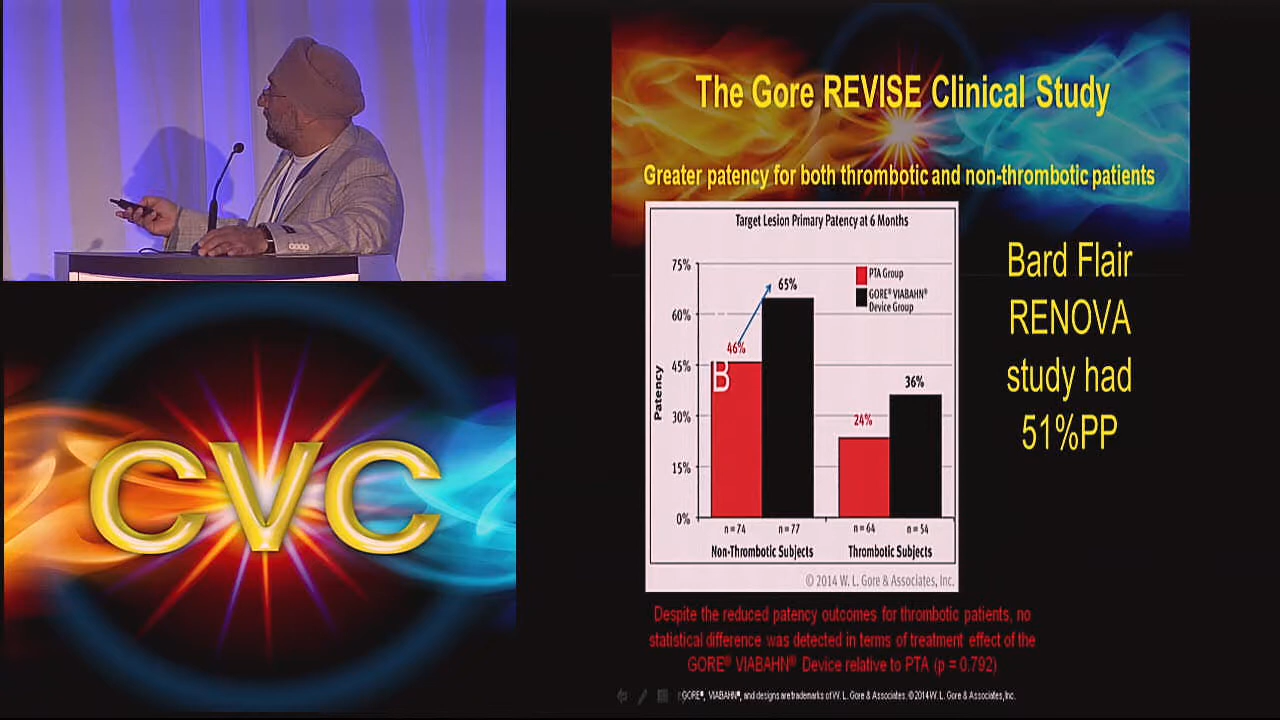 The Gore REVISE Clinical Study
Greater patency for both thrombotic and non-thrombotic patients
Target Lesion Primary Patency at 6 Months
75%
60%
45%
30%
15%
0%
Patency
PTA Group
GORE® VIABAHN®
Device Group
46%
65%
24%
36%
B
n = 74
n = 77
n = 64
n = 54
Non-Thrombotic Subjects
Thrombotic Subjects
© 2014 W. L. Gore & Associates, Inc.
Bard Flair
RENOVA
study had
51%PP
Despite the reduced patency outcomes for thrombotic patients, no
statistical difference was detected in terms of treatment effect of the
GORE® VIABAHN® Device relative to PTA (p = 0.792)
GORE®, VIABAHN®, and designs are trademarks of W. L. Gore & Associates. ©2014 W. L. Gore & Associates, Inc.
CVC